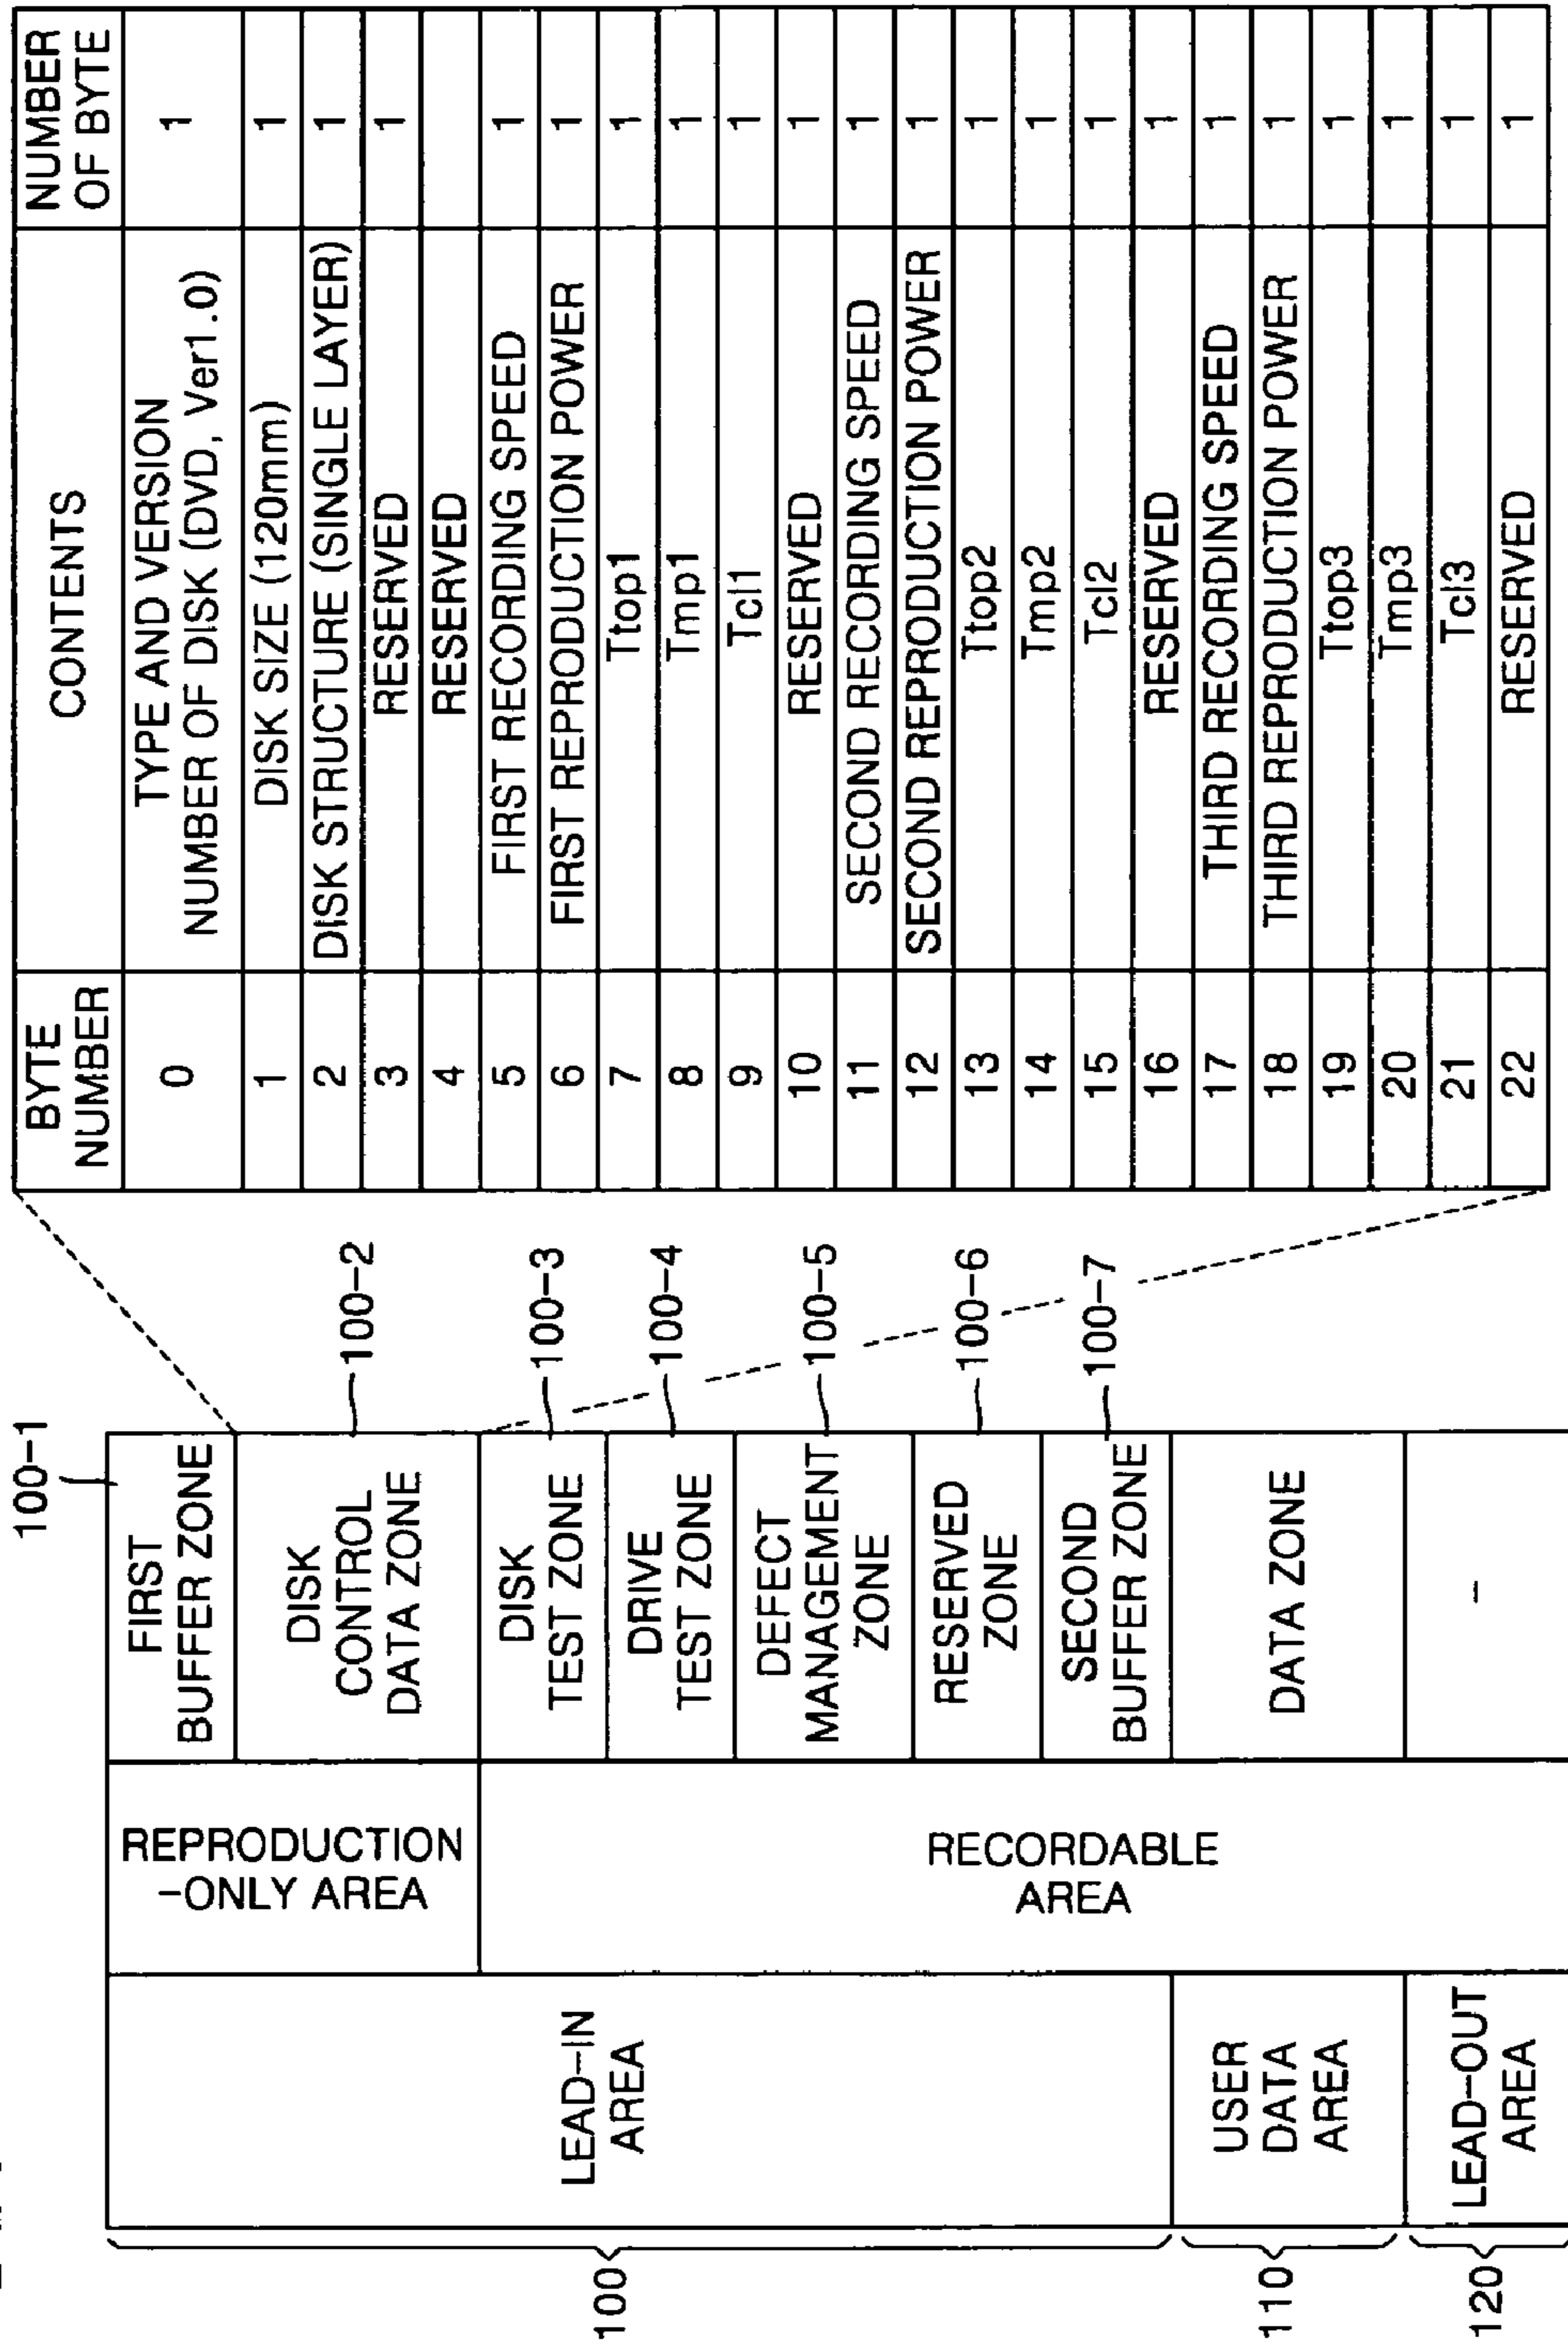 100-1
FIRST
BUFFER ZONE
DISK
CONTROL
DATA ZONE
100-2
DISK
TEST ZONE
100-3
DRIVE
TEST ZONE
100-4
DEFECT
MANAGEMENT
ZONE
100-5
RESERVED
ZONE
100-6
SECOND
BUFFER ZONE
100-7
DATA ZONE
-
REPRODUCTION
-ONLY AREA
RECORDABLE
AREA
LEAD-IN
AREA
100
USER
DATA
AREA
110
LEAD-OUT
AREA
120
BYTE
NUMBER
CONTENTS
NUMBER
OF BYTE
0 TYPE AND VERSION
NUMBER OF DISK (DVD, Ver1.0) 1
1 DISK SIZE (120mm) 1
2 DISK STRUCTURE (SINGLE LAYER) 1
3 RESERVED 1
4 RESERVED
5 FIRST RECORDING SPEED 1
6 FIRST REPRODUCTION POWER 1
7 Ttop1 1
8 Tmp1 1
9 Tcl1 1
10 RESERVED 1
11 SECOND RECORDING SPEED 1
12 SECOND REPRODUCTION POWER 1
13 Ttop2 1
14 Tmp2 1
15 Tcl2 1
16 RESERVED 1
17 THIRD RECORDING SPEED 1
18 THIRD REPRODUCTION POWER 1
19 Ttop3 1
20 Tmp3 1
21 Tcl3 1
22 RESERVED 1